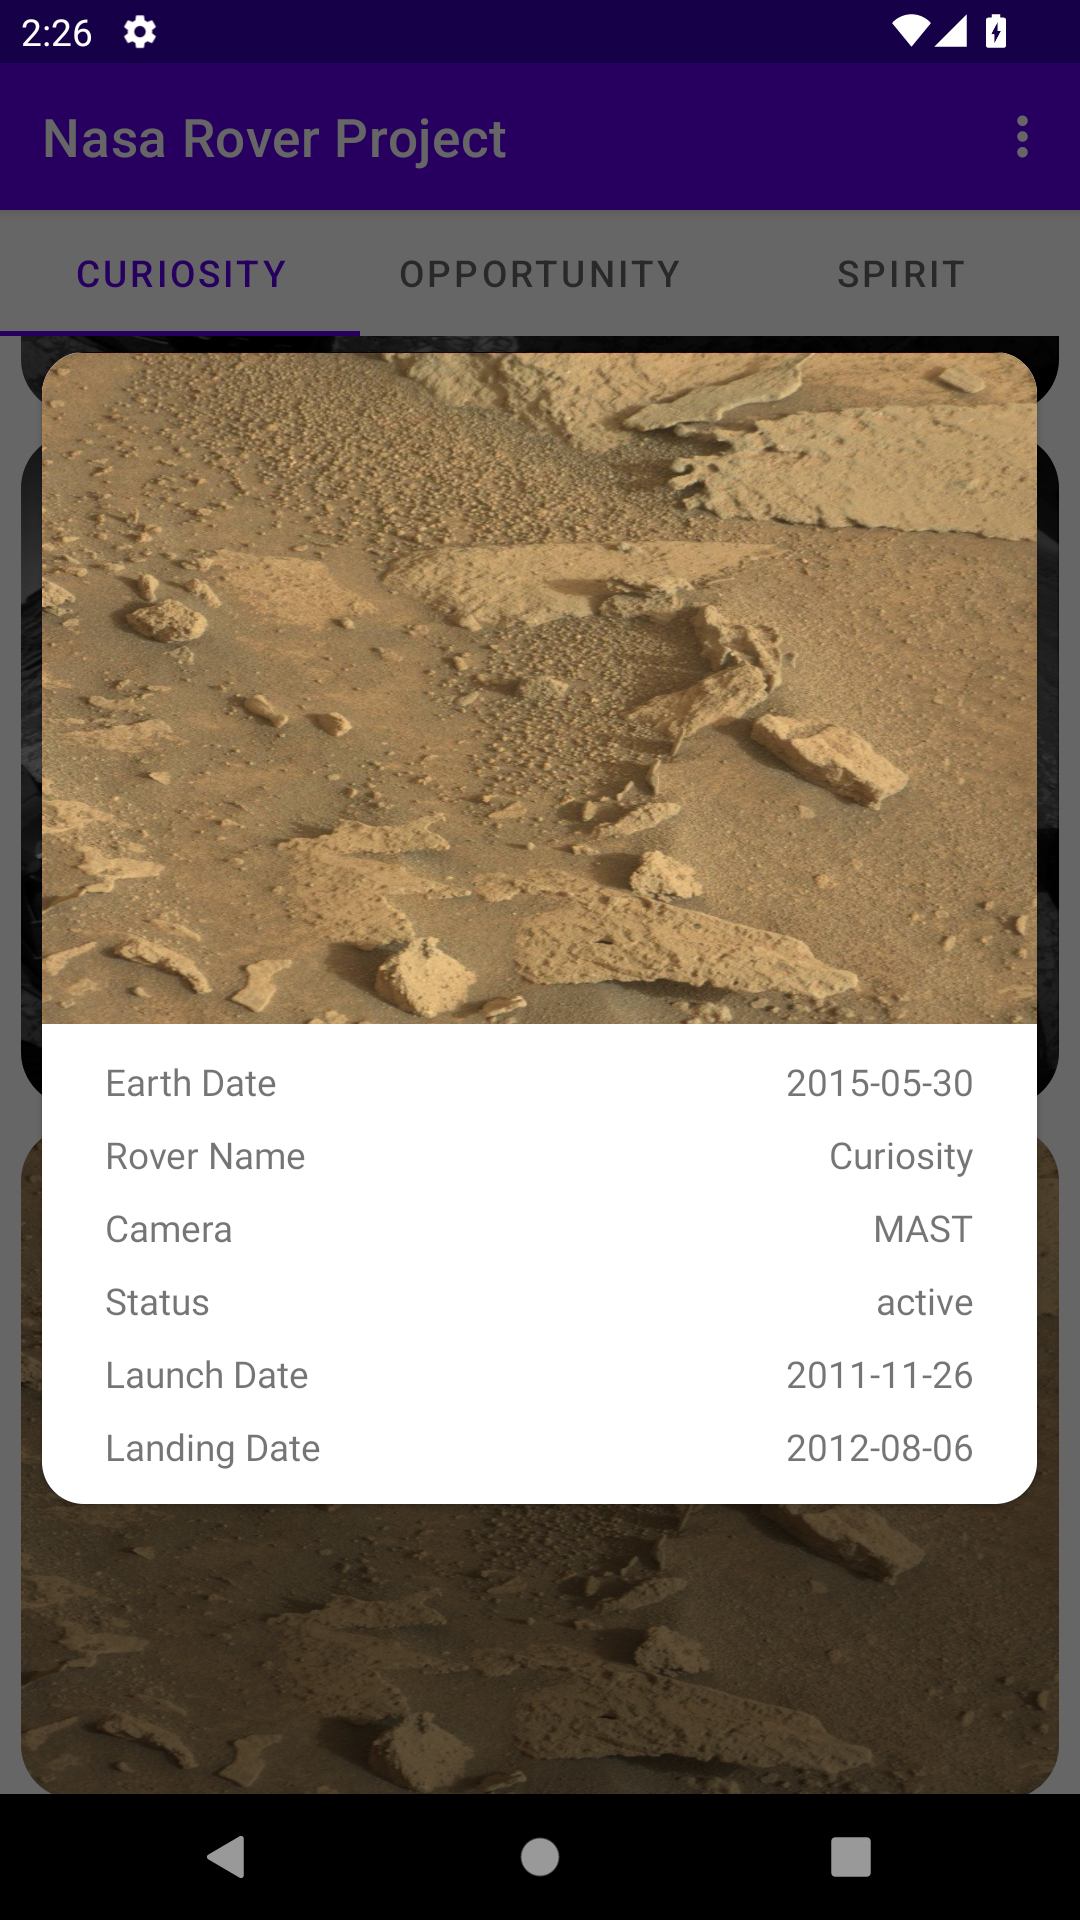 2:26
Nasa Rover Project
CURIOSITY OPPORTUNITY SPIRIT
Earth Date 2015-05-30
Rover Name Curiosity
Camera MAST
Status active
Launch Date 2011-11-26
Landing Date 2012-08-06